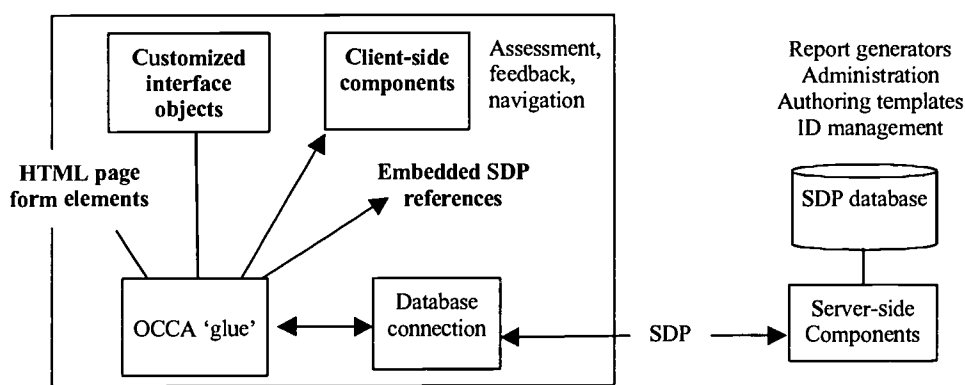 Customized
interface
objects
Client-side
components
Assessment,
feedback,
navigation
Report generators
Administration
Authoring templates
ID management
HTML page
form elements
Embedded SDP
references
SDP database
OCCA ‘glue’
Database
connection
SDP
Server-side
Components